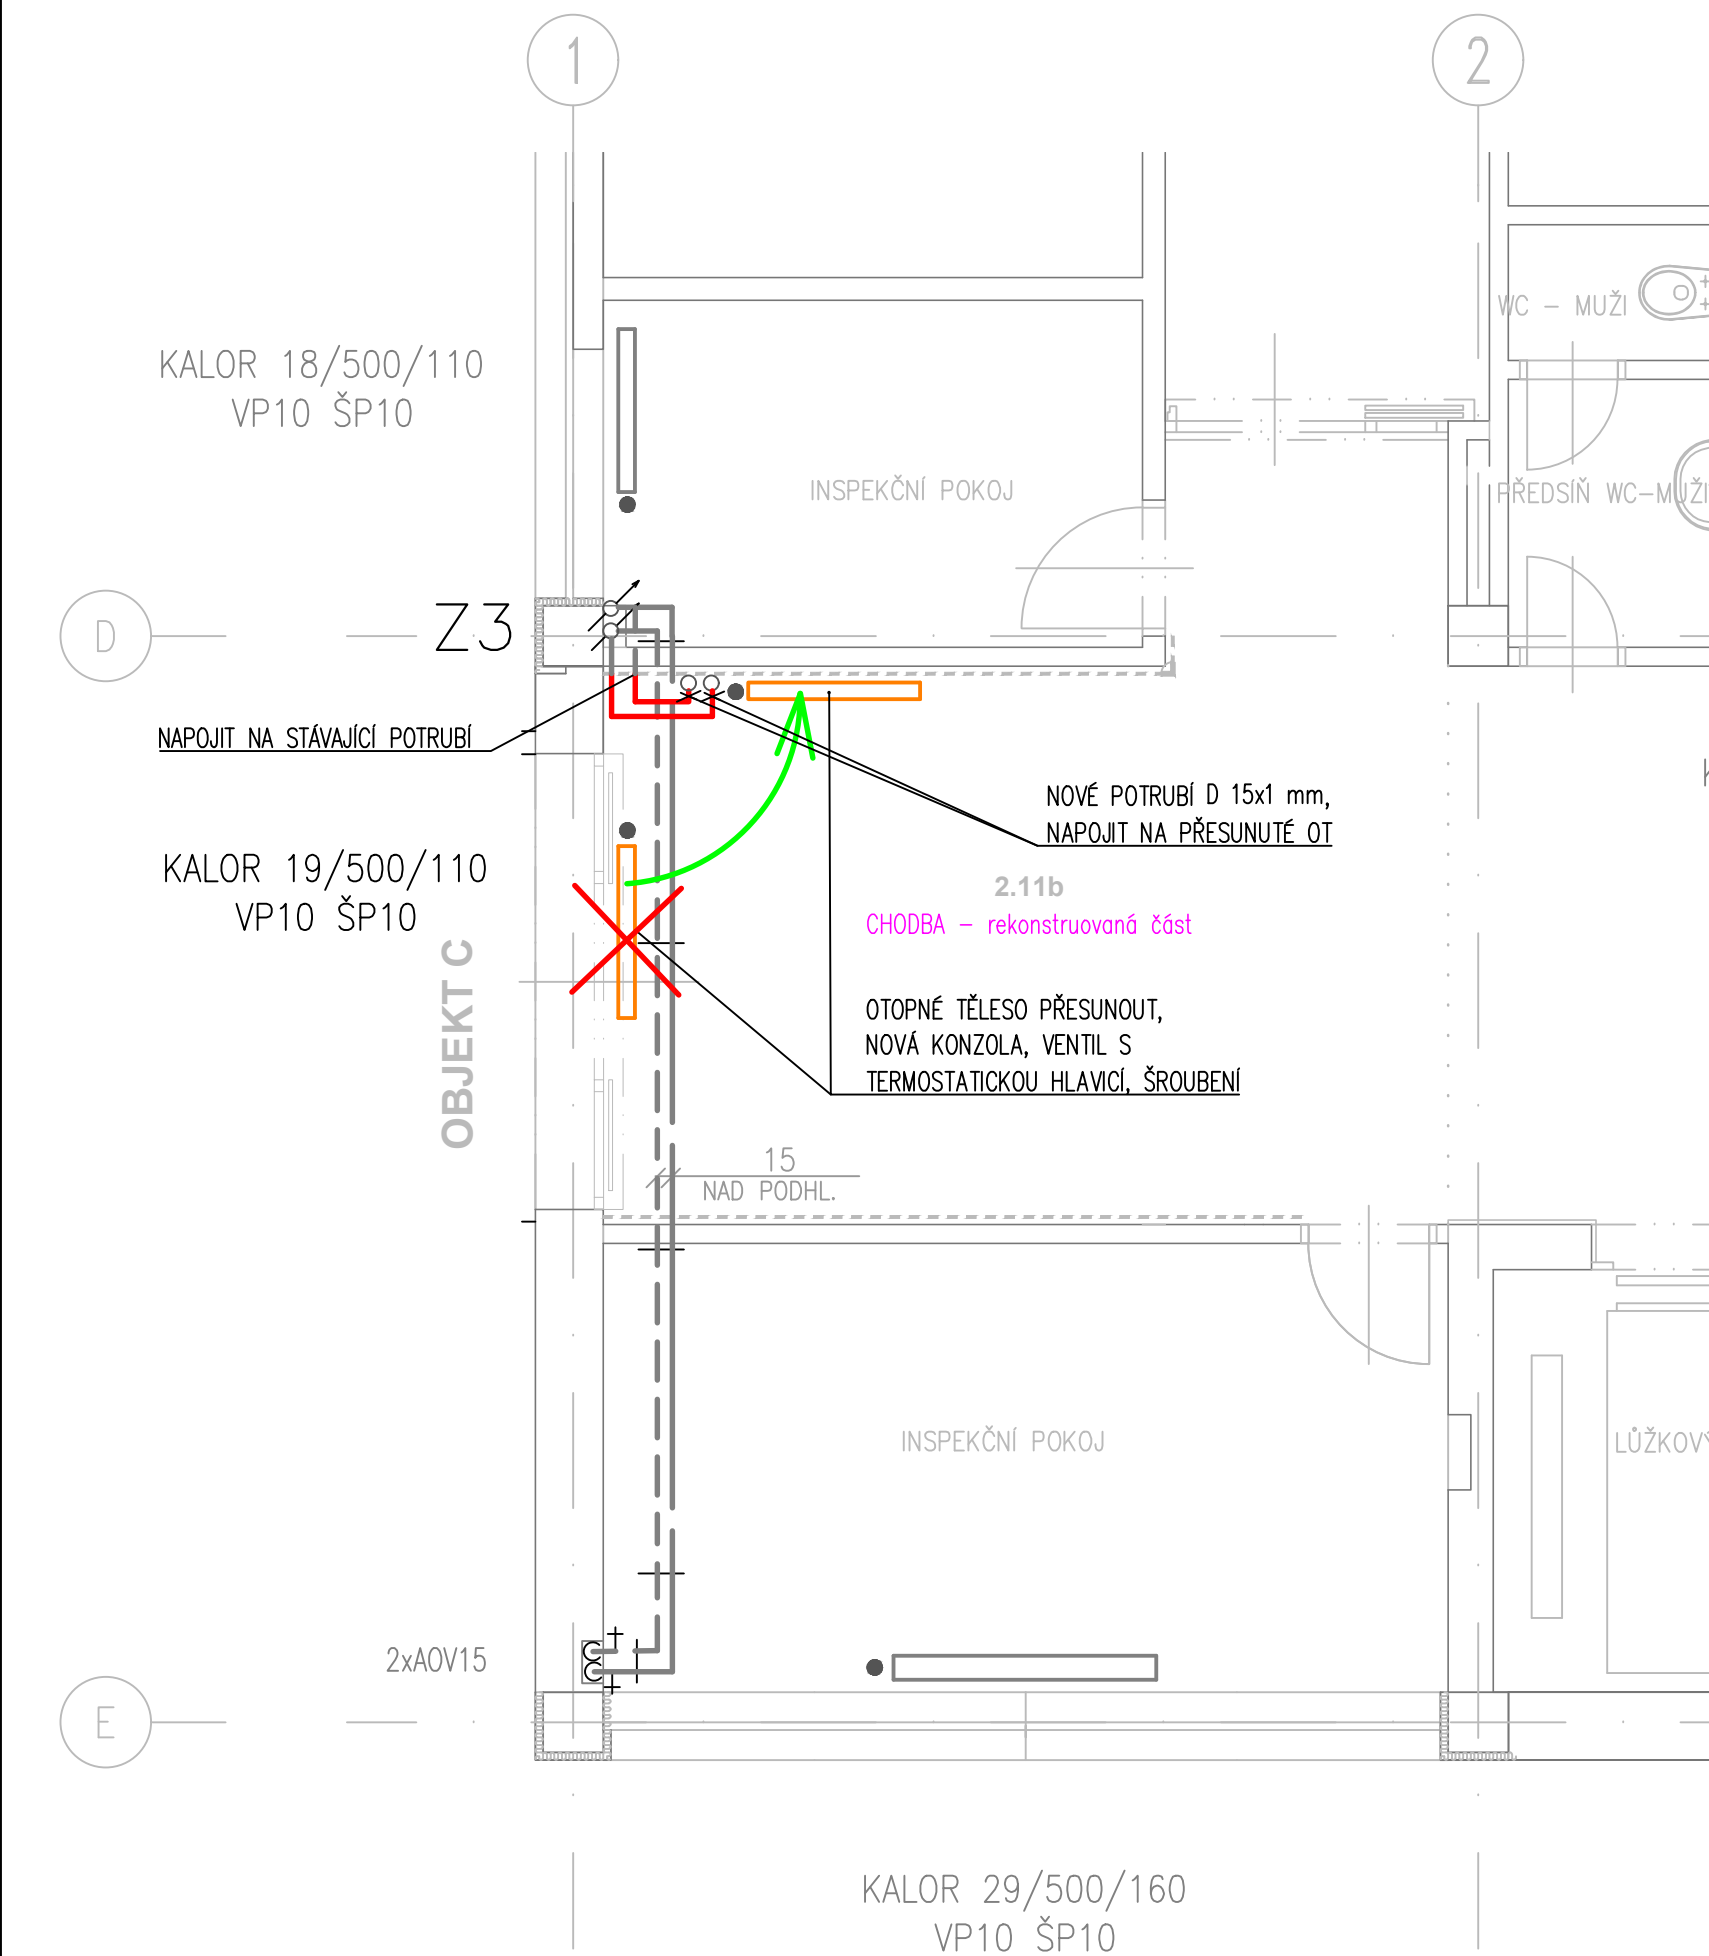 1
2
WC – MUŽI
KALOR 18/500/110
VP10 ŠP10
INSPEKČNÍ POKOJ
PŘEDSÍŇ WC–MUŽI
D
Z3
NAPOJIT NA STÁVAJÍCÍ POTRUBÍ
NOVÉ POTRUBÍ D 15x1 mm,
NAPOJIT NA PŘESUNUTÉ OT
KALOR 19/500/110
VP10 ŠP10
2.11b
CHODBA – rekonstruovaná část
OBJEKT C
OTOPNÉ TĚLESO PŘESUNOUT,
NOVÁ KONZOLA, VENTIL S
TERMOSTATICKOU HLAVICÍ, ŠROUBENÍ
15
NAD PODHL.
INSPEKČNÍ POKOJ
2xAOV15
E
KALOR 29/500/160
VP10 ŠP10